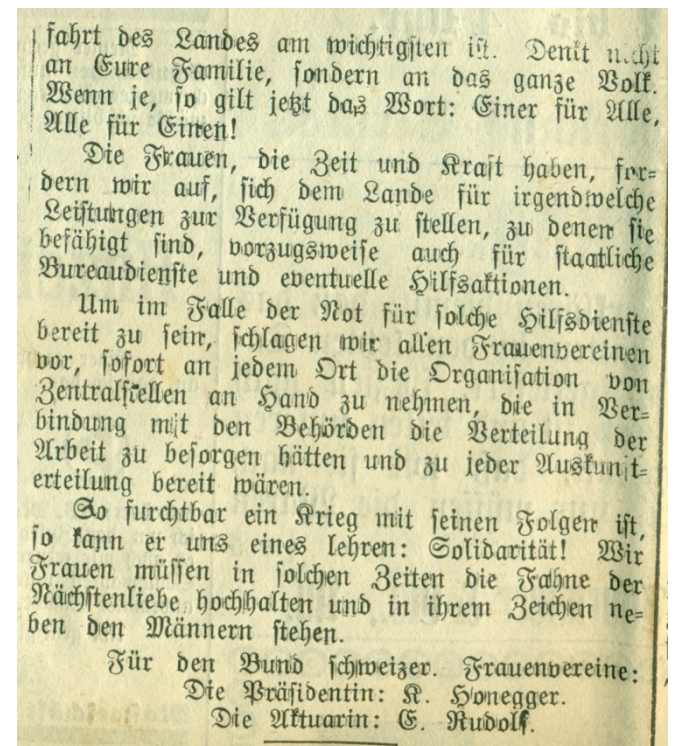 fahrt des Landes am wichtigsten ist. Denkt nicht
an Eure Familie, sondern an das ganze Volk.
Wenn je, so gilt jetzt das Wort: Einer für Alle,
Alle für Einen!
Die Frauen, die Zeit und Kraft haben, for-
dern wir auf, sich dem Lande für irgendwelche
Leistungen zur Verfügung zu stellen, zu denen sie
befähigt sind, vorzugsweise auch für staatliche
Bureaudienste und eventuelle Hilfsaktionen.
Um im Falle der Not für solche Hilfsdienste
bereit zu sein, schlagen wir allen Frauenvereinen
vor, sofort an jedem Ort die Organisation von
Zentralstellen an Hand zu nehmen, die in Ver-
bindung mit den Behörden die Verteilung der
Arbeit zu besorgen hätten und zu jeder Auskunft-
erteilung bereit wären.
So furchtbar ein Krieg mit seinen Folgen ist,
so kann er uns eines lehren: Solidarität! Wir
Frauen müssen in solchen Zeiten die Fahne der
Nächstenliebe hochhalten und in ihrem Zeichen ne-
ben den Männern stehen.
Für den Bund schweizer. Frauenvereine:
Die Präsidentin: K. Honegger.
Die Aktuarin: E. Rudolf.